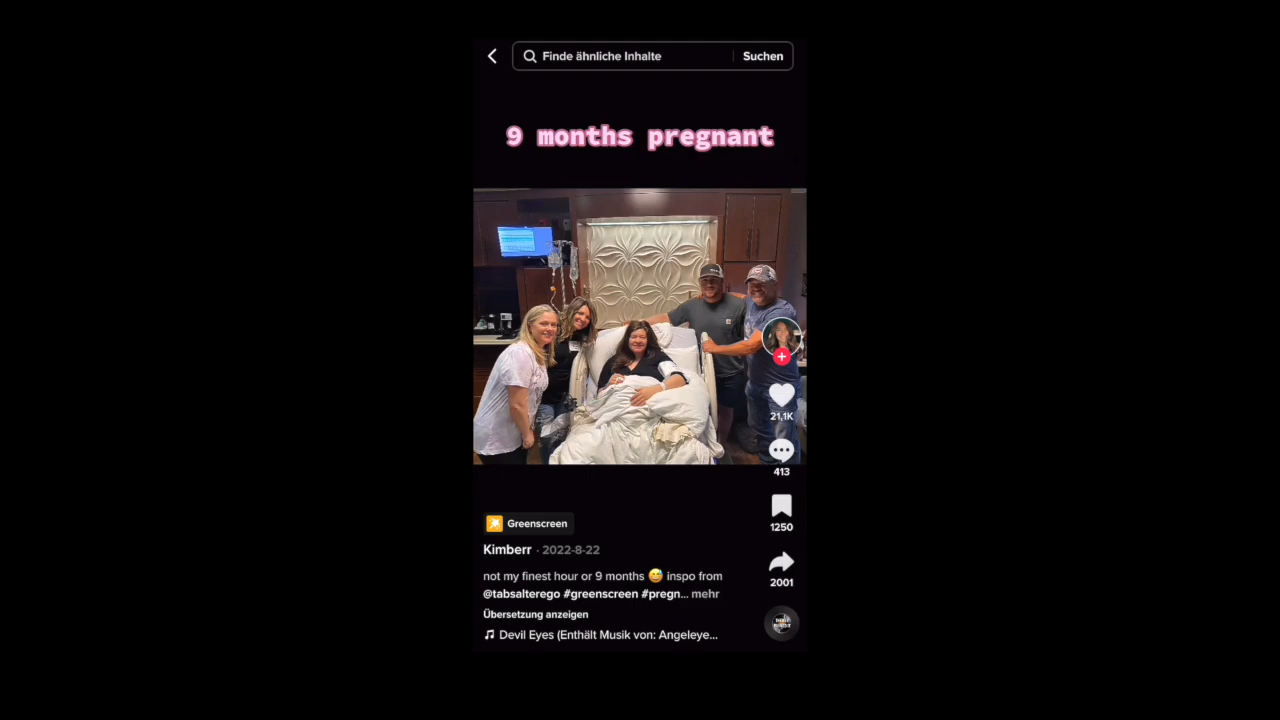 Finde ähnliche Inhalte
Suchen
9 months pregnant
21,1K
413
1250
2001
Greenscreen
Kimberr · 2022-8-22
not my finest hour or 9 months 😅 inspo from
@tabsalterego #greenscreen #pregn... mehr
Übersetzung anzeigen
Devil Eyes (Enthält Musik von: Angeleye...